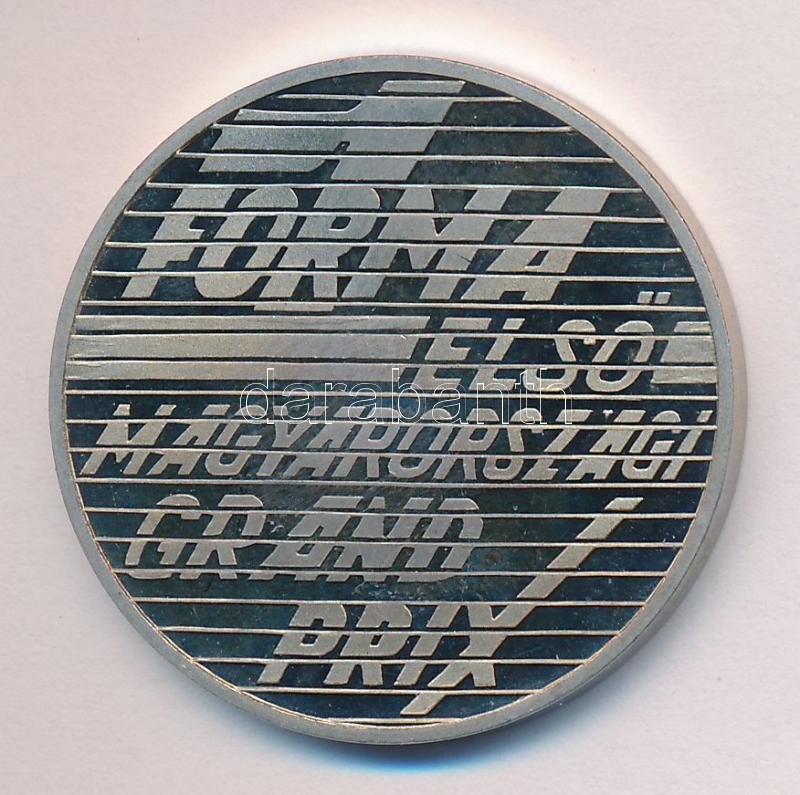 FORMA 1
ELSŐ
MAGYARORSZÁGI
GRAND
PRIX
darabanth